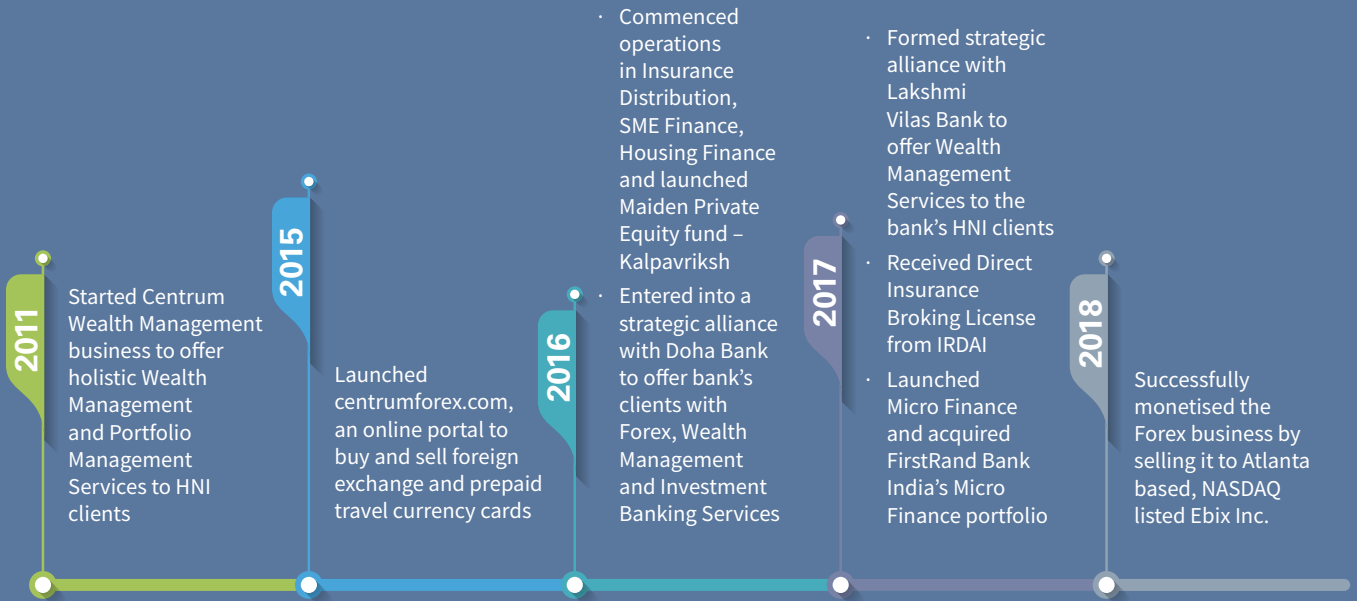 2011
Started Centrum
Wealth Management
business to offer
holistic Wealth
Management
and Portfolio
Management
Services to HNI
clients
2015
Launched
centrumforex.com,
an online portal to
buy and sell foreign
exchange and prepaid
travel currency cards
2016
· Commenced
operations
in Insurance
Distribution,
SME Finance,
Housing Finance
and launched
Maiden Private
Equity fund –
Kalpavriksh
· Entered into a
strategic alliance
with Doha Bank
to offer bank’s
clients with
Forex, Wealth
Management
and Investment
Banking Services
2017
· Formed strategic
alliance with
Lakshmi
Vilas Bank to
offer Wealth
Management
Services to the
bank’s HNI clients
· Received Direct
Insurance
Broking License
from IRDAI
· Launched
Micro Finance
and acquired
FirstRand Bank
India’s Micro
Finance portfolio
2018
Successfully
monetised the
Forex business by
selling it to Atlanta
based, NASDAQ
listed Ebix Inc.